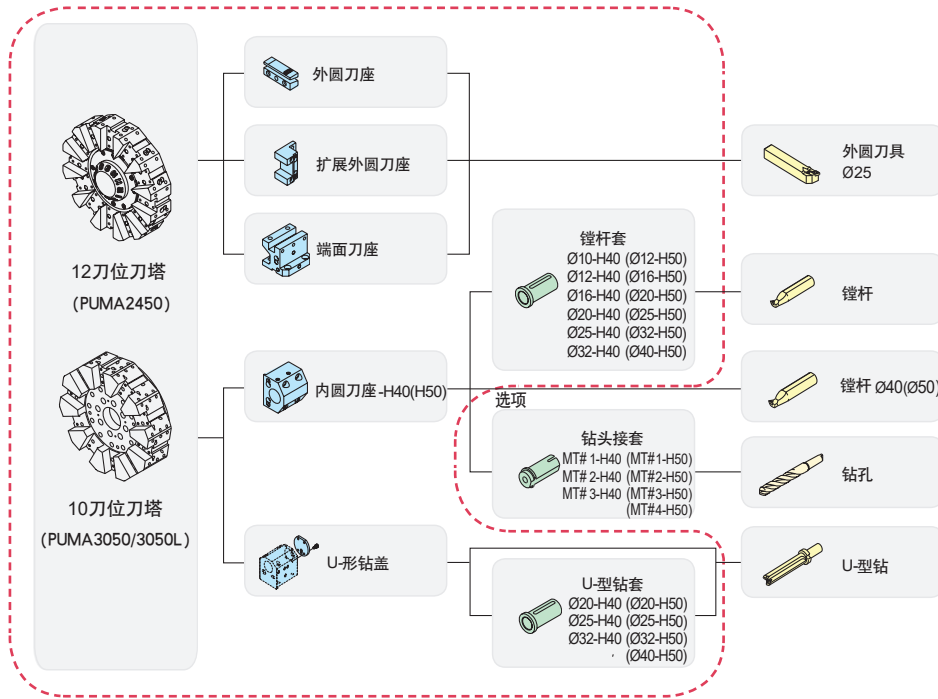 12刀位刀塔
(PUMA2450)
10刀位刀塔
(PUMA3050/3050L)
外圆刀座
扩展外圆刀座
端面刀座
内圆刀座-H40(H50)
U-形钻盖
镗杆套
Ø10-H40 (Ø12-H50)
Ø12-H40 (Ø16-H50)
Ø16-H40 (Ø20-H50)
Ø20-H40 (Ø25-H50)
Ø25-H40 (Ø32-H50)
Ø32-H40 (Ø40-H50)
选项
钻头接套
MT# 1-H40 (MT#1-H50)
MT# 2-H40 (MT#2-H50)
MT# 3-H40 (MT#3-H50)
(MT#4-H50)
U-型钻套
Ø20-H40 (Ø20-H50)
Ø25-H40 (Ø25-H50)
Ø32-H40 (Ø32-H50)
(Ø40-H50)
外圆刀具
Ø25
镗杆
镗杆 Ø40(Ø50)
钻孔
U-型钻